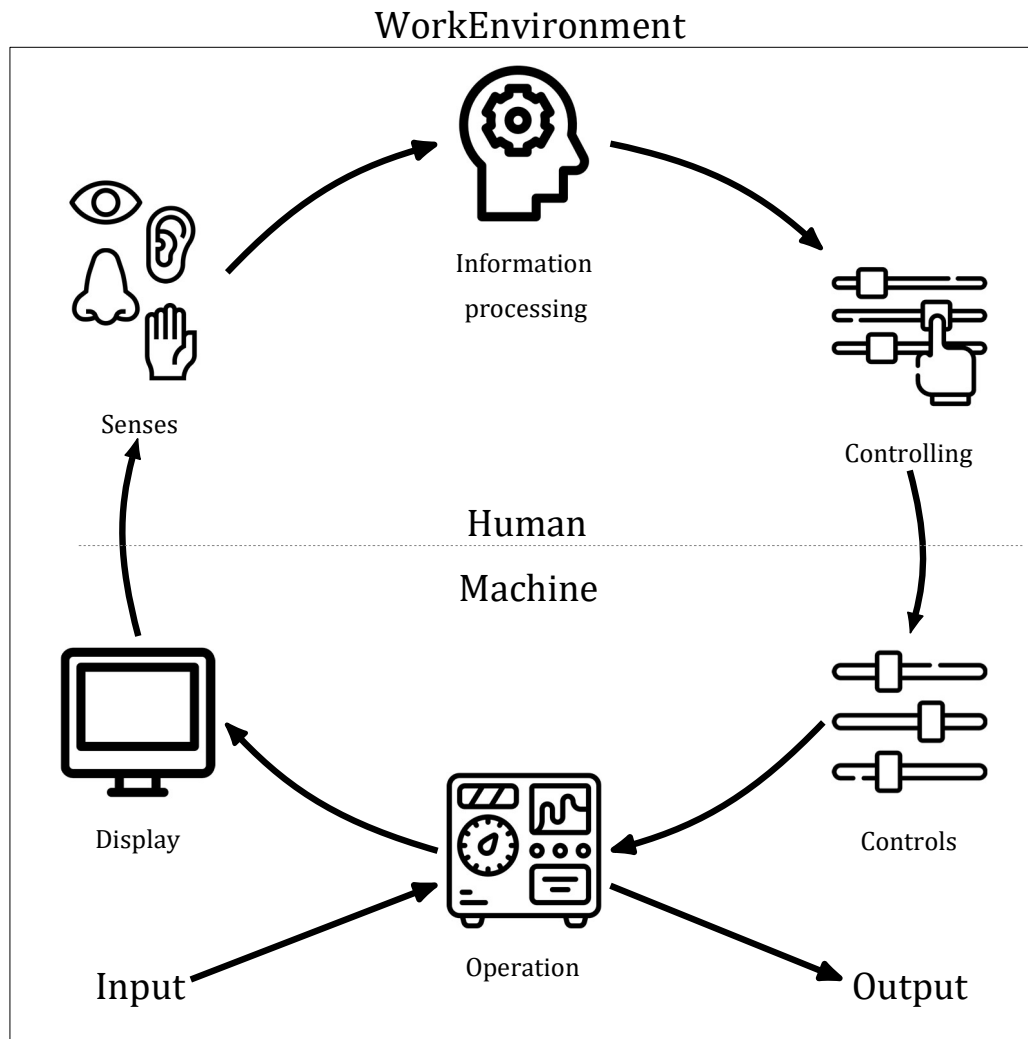 WorkEnvironment
Information
processing
Senses
Controlling
Human
Machine
Display
Controls
Operation
Input
Output